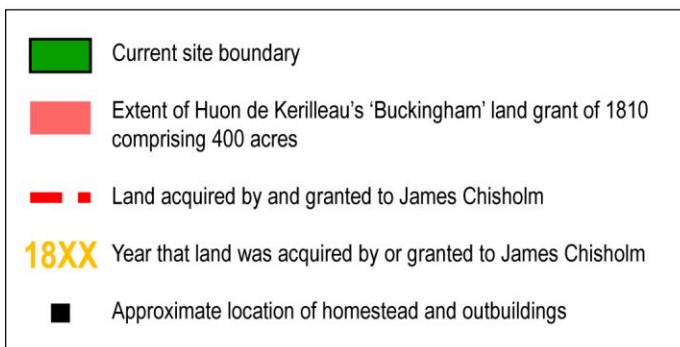 Current site boundary
Extent of Huon de Kerilleau's ‘Buckingham’ land grant of 1810
comprising 400 acres
Land acquired by and granted to James Chisholm
18XX Year that land was acquired by or granted to James Chisholm
Approximate location of homestead and outbuildings